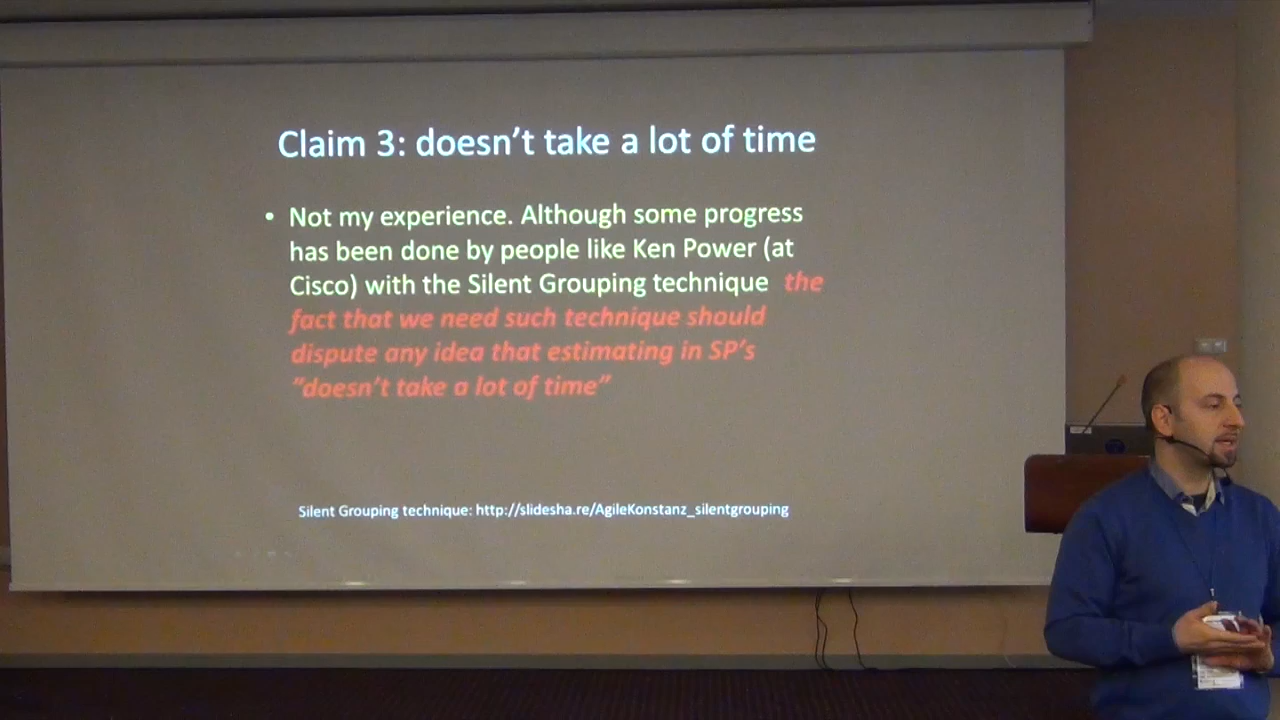 Claim 3: doesn't take a lot of time
• Not my experience. Although some progress
has been done by people like Ken Power (at
Cisco) with the Silent Grouping technique the
fact that we need such technique should
dispute any idea that estimating in SP's
"doesn't take a lot of time"
Silent Grouping technique: http://slidesha.re/AgileKonstanz_silentgrouping